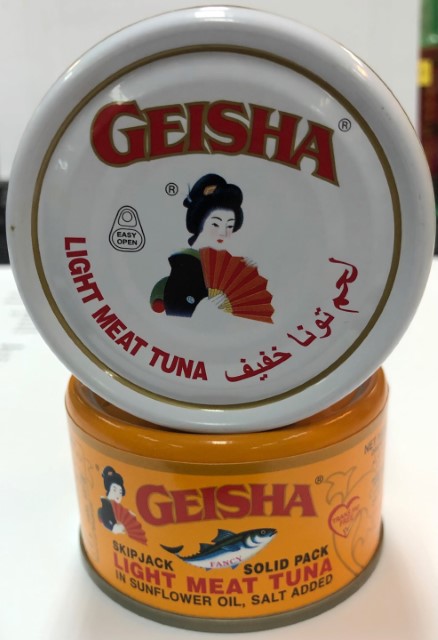 GEISHA®
®
EASY
OPEN
LIGHT MEAT TUNA
لحم تونا خفيف
GEISHA®
SKIPJACK
FANCY
SOLID PACK
LIGHT MEAT TUNA
IN SUNFLOWER OIL, SALT ADDED